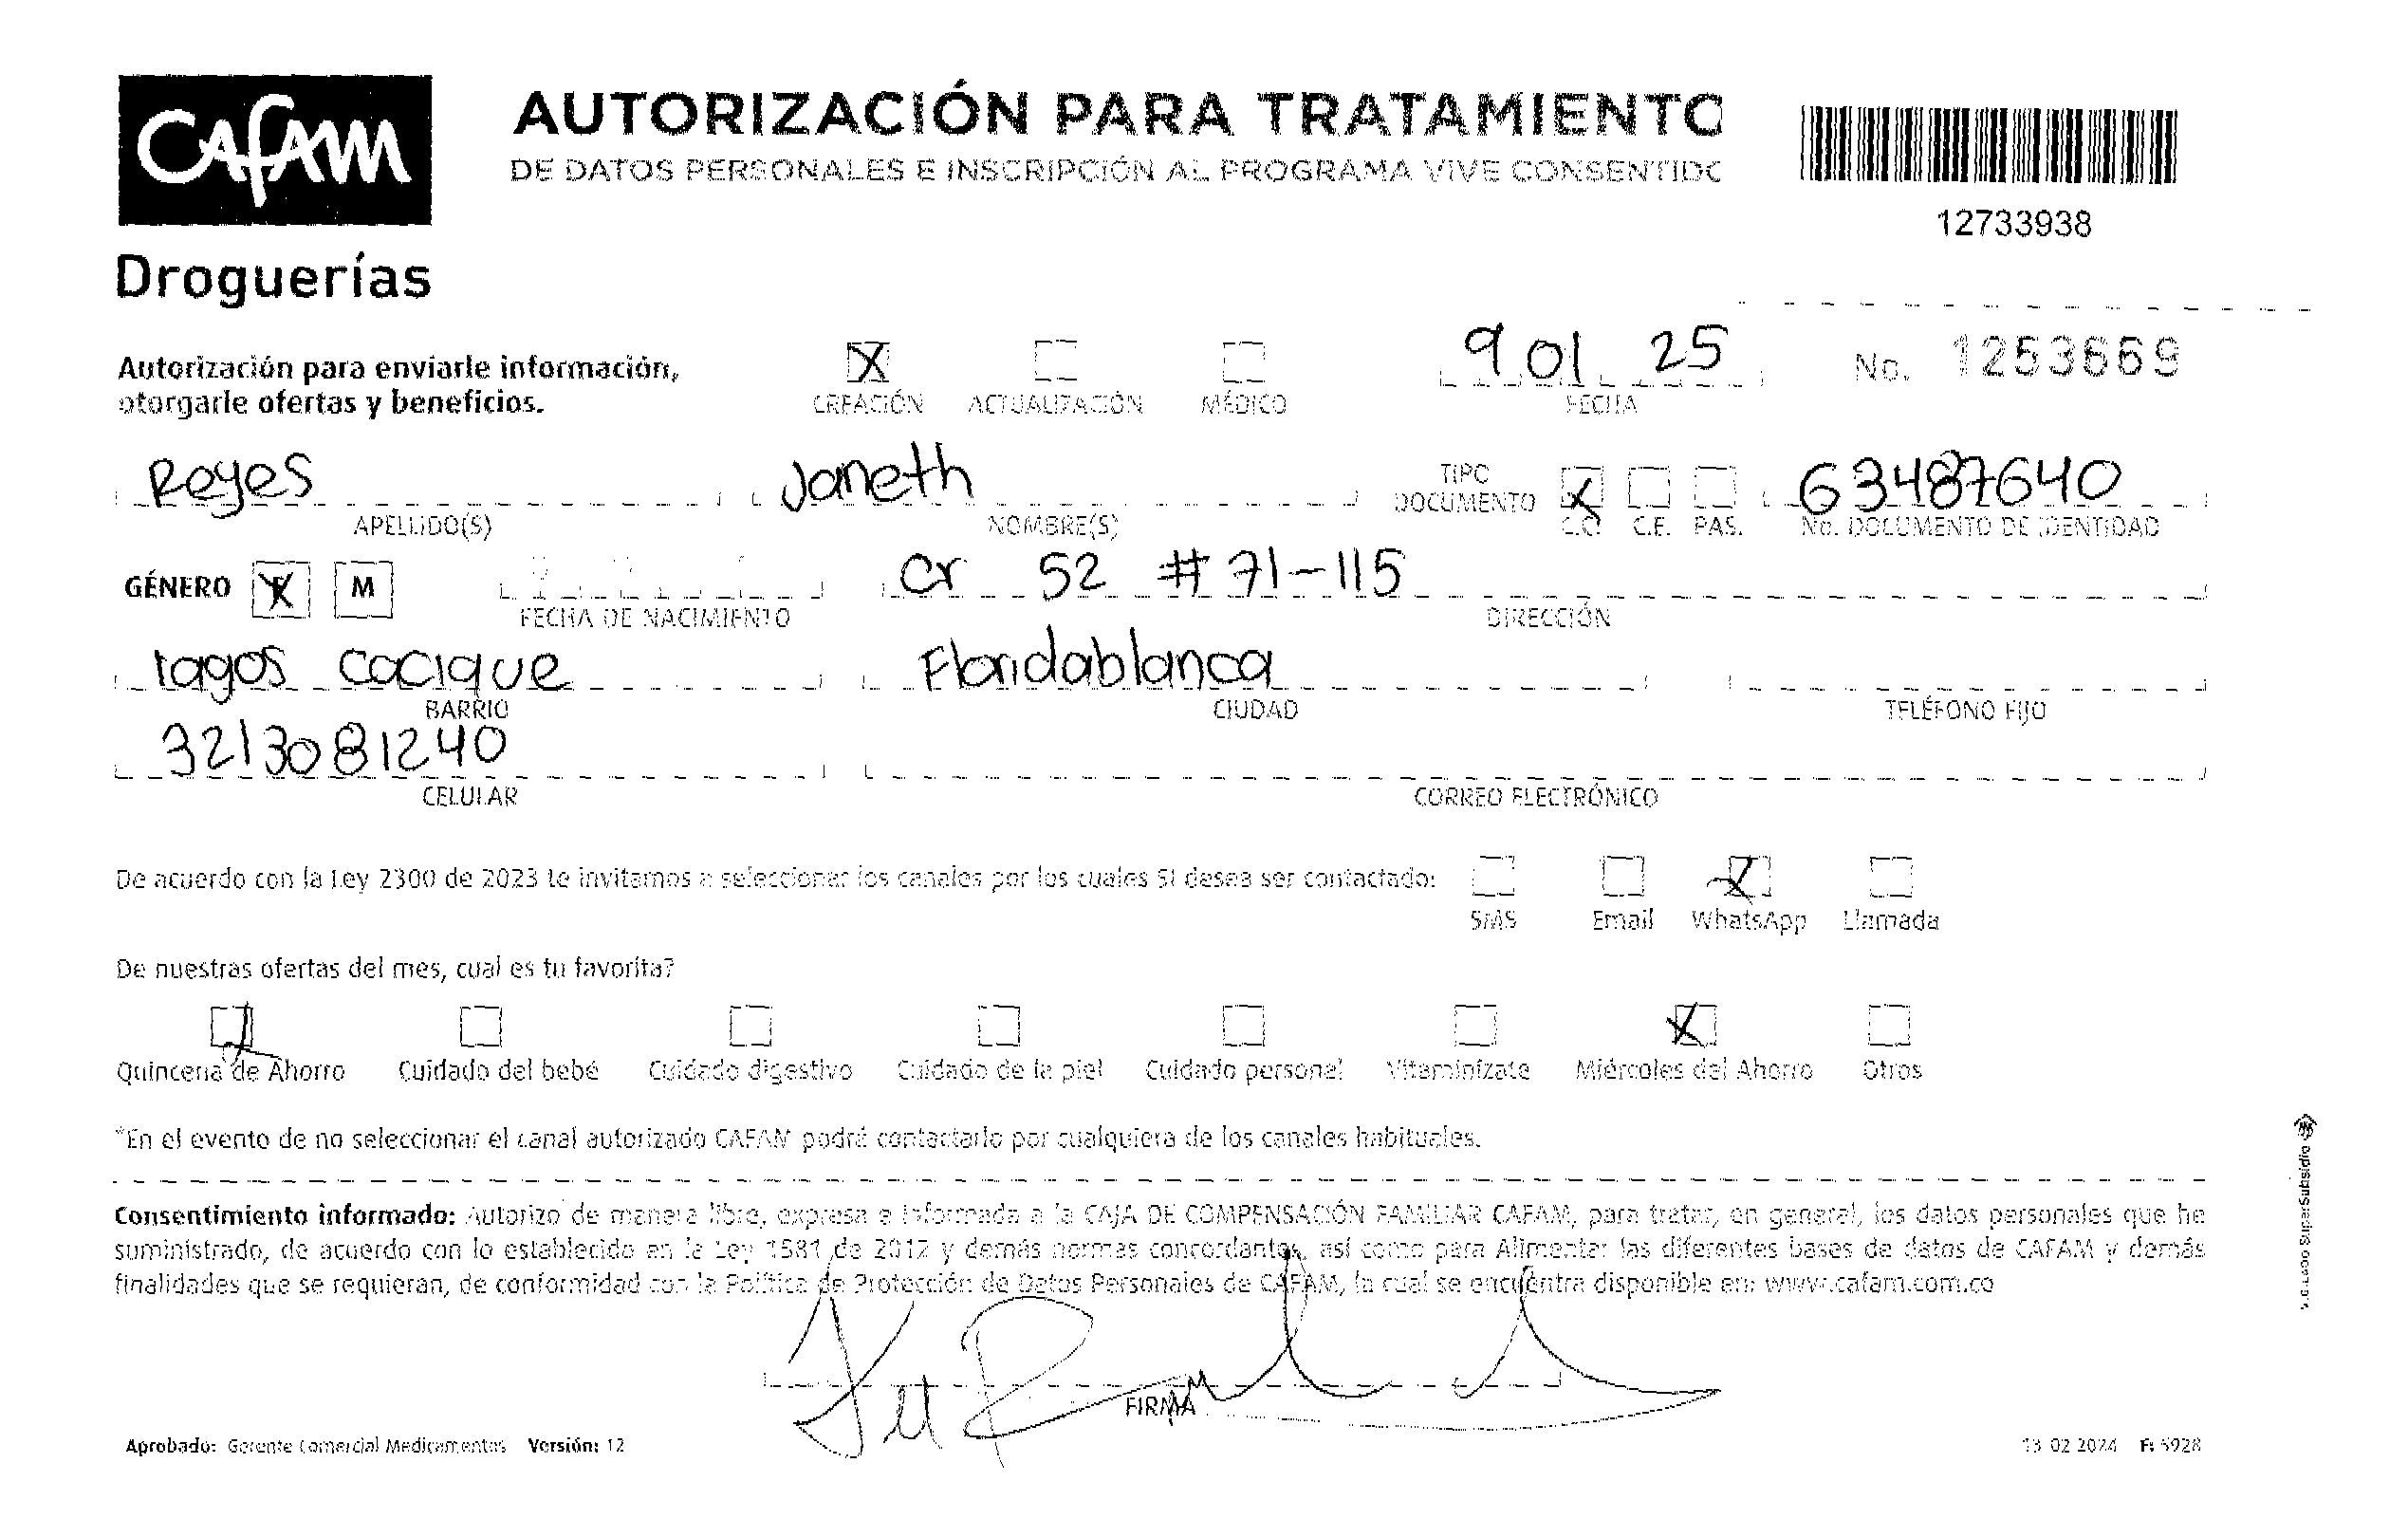 CAFAM
Droguerías
AUTORIZACIÓN PARA TRATAMIENTO
DE DATOS PERSONALES E INSCRIPCIÓN AL PROGRAMA VIVE CONSENTIDO
12733938
Autorización para enviarle información,
otorgarle ofertas y beneficios.
X CREACIÓN ACTUALIZACIÓN MÉDICO
9 01 25
FECHA
No. 1253669
Reyes
APELLIDO(S)
Janeth
NOMBRE(S)
TIPO
DOCUMENTO
X C.C. C.E. PAS.
63487640
No. DOCUMENTO DE IDENTIDAD
GÉNERO X F M
FECHA DE NACIMIENTO
Cr 52 # 71-115
DIRECCIÓN
lagos cacique
BARRIO
Floridablanca
CIUDAD
TELÉFONO FIJO
3213081240
CELULAR
CORREO ELECTRÓNICO
De acuerdo con la Ley 2300 de 2023 te invitamos a seleccionar los canales por los cuales SI desea ser contactado:
SMS Email X WhatsApp Llamada
De nuestras ofertas del mes, cual es tu favorita?
Quincena de Ahorro Cuidado del bebé Cuidado digestivo Cuidado de la piel Cuidado personal Vitaminízate X Miércoles del Ahorro Otros
*En el evento de no seleccionar el canal autorizado CAFAM podrá contactarlo por cualquiera de los canales habituales.
Consentimiento informado: Autorizo de manera libre, expresa e informada a la CAJA DE COMPENSACIÓN FAMILIAR CAFAM, para tratar, en general, los datos personales que he
suministrado, de acuerdo con lo establecido en la Ley 1581 de 2012 y demás normas concordantes, así como para Alimentar las diferentes bases de datos de CAFAM y demás
finalidades que se requieran, de conformidad con la Política de Protección de Datos Personales de CAFAM, la cual se encuentra disponible en: www.cafam.com.co
FIRMA
Aprobado: Gerente Comercial Medicamentos Versión: 12
13 02 2024 F: 5928